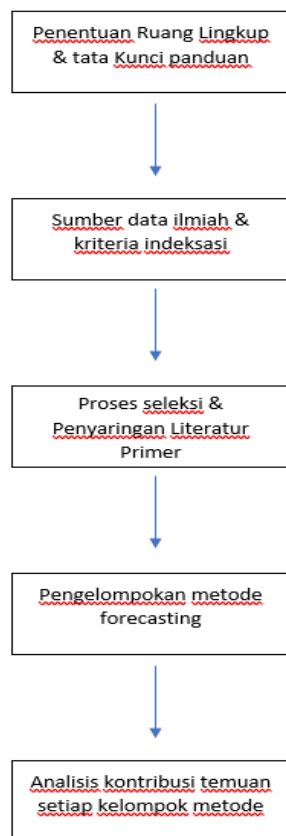 Penentuan Ruang Lingkup
& tata Kunci panduan
Sumber data ilmiah &
kriteria indeksasi
Proses seleksi &
Penyaringan Literatur
Primer
Pengelompokan metode
forecasting
Analisis kontribusi temuan
setiap kelompok metode